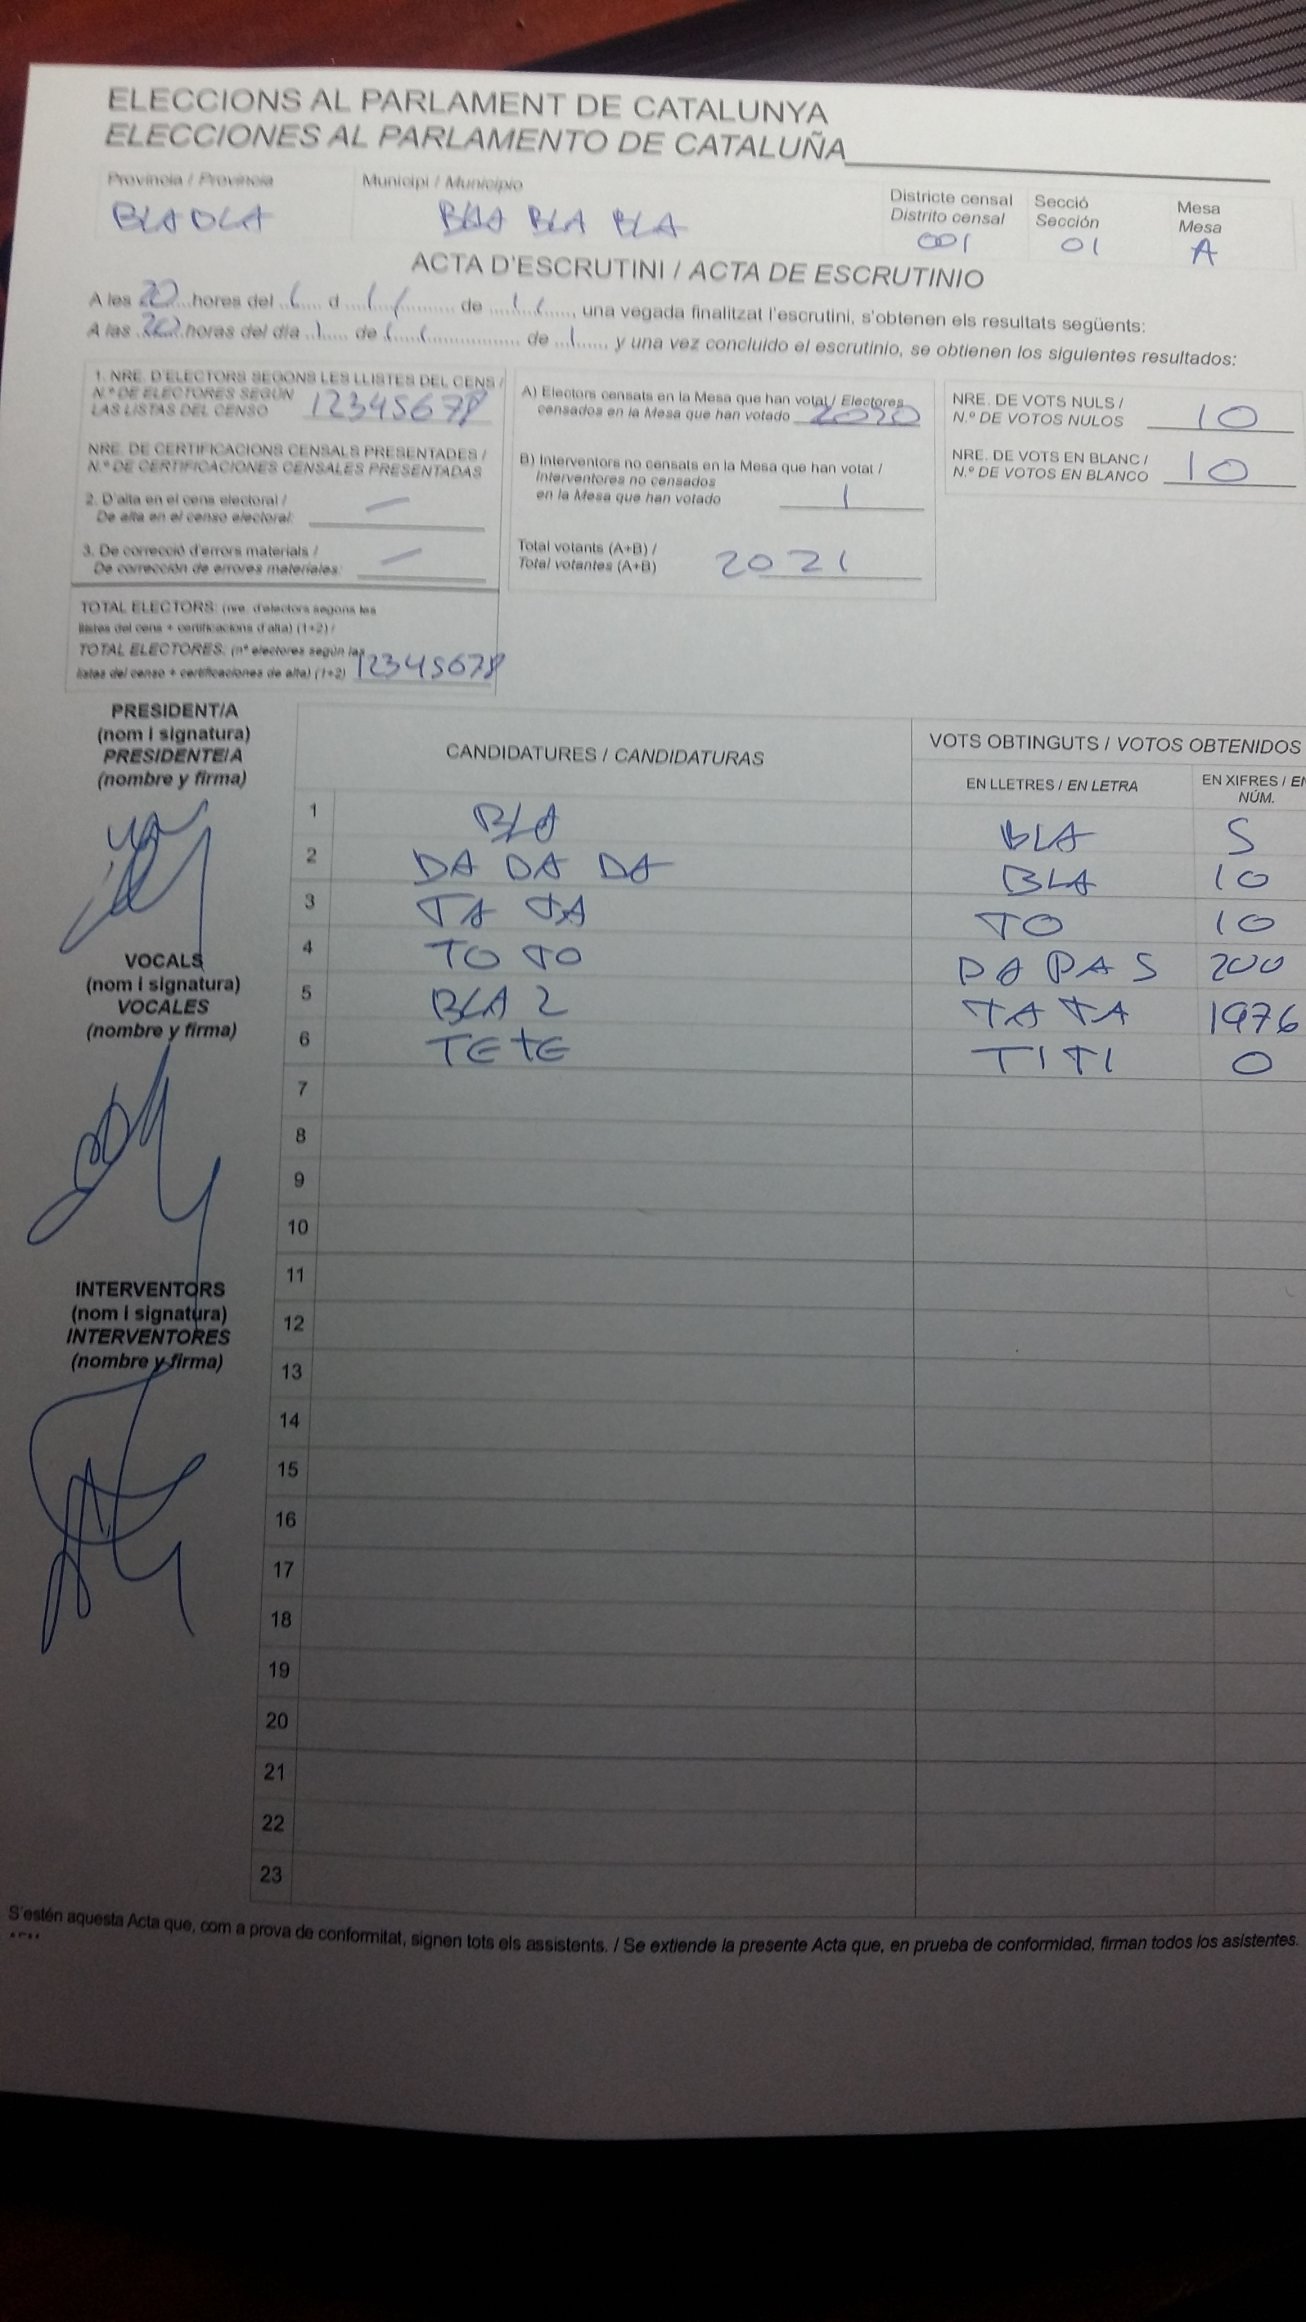 ELECCIONS AL PARLAMENT DE CATALUNYA
ELECCIONES AL PARLAMENTO DE CATALUÑA
Província / Provincia
Municipi / Municipio
Districte censal
Distrito censal
Secció
Sección
Mesa
Mesa
BLA BLA
BLA BLA BLA
001
01
A
ACTA D'ESCRUTINI / ACTA DE ESCRUTINIO
A les 20 hores del ...... d ............... de ............, una vegada finalitzat l'escrutini, s'obtenen els resultats següents:
A las 20 horas del día ...... de .................... de ........ y una vez concluido el escrutinio, se obtienen los siguientes resultados:
1. NRE. D'ELECTORS SEGONS LES LLISTES DEL CENS /
N.º DE ELECTORES SEGÚN
LAS LISTAS DEL CENSO 12345678
NRE. DE CERTIFICACIONS CENSALS PRESENTADES /
N.º DE CERTIFICACIONES CENSALES PRESENTADAS
2. D'alta en el cens electoral /
De alta en el censo electoral: —
3. De correcció d'errors materials /
De corrección de errores materiales: —
TOTAL ELECTORS: (nre. d'electors segons les
llistes del cens + certificacions d'alta) (1+2) /
TOTAL ELECTORES: (nº electores según las
listas del censo + certificaciones de alta) (1+2) 12345678
A) Electors censats en la Mesa que han votat / Electores
censados en la Mesa que han votado 2020
B) Interventors no censats en la Mesa que han votat /
Interventores no censados
en la Mesa que han votado 1
Total votants (A+B) /
Total votantes (A+B) 2021
NRE. DE VOTS NULS /
N.º DE VOTOS NULOS 10
NRE. DE VOTS EN BLANC /
N.º DE VOTOS EN BLANCO 10
PRESIDENT/A
(nom i signatura)
PRESIDENTE/A
(nombre y firma)
VOCALS
(nom i signatura)
VOCALES
(nombre y firma)
INTERVENTORS
(nom i signatura)
INTERVENTORES
(nombre y firma)
CANDIDATURES / CANDIDATURAS
VOTS OBTINGUTS / VOTOS OBTENIDOS
EN LLETRES / EN LETRA
EN XIFRES / EN
NÚM.
1 BLA BLA 5
2 DA DA DA BLA 10
3 TA TA TO 10
4 TO TO PA PA S 200
5 BLA 2 TA TA 1976
6 TETE TITI 0
7
8
9
10
11
12
13
14
15
16
17
18
19
20
21
22
23
S'estén aquesta Acta que, com a prova de conformitat, signen tots els assistents. / Se extiende la presente Acta que, en prueba de conformidad, firman todos los asistentes.